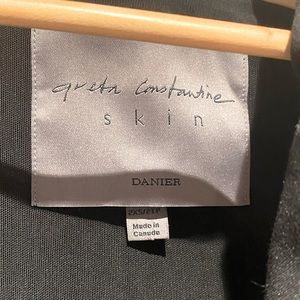 greta constantine
skin
DANIER
Made in
Canada